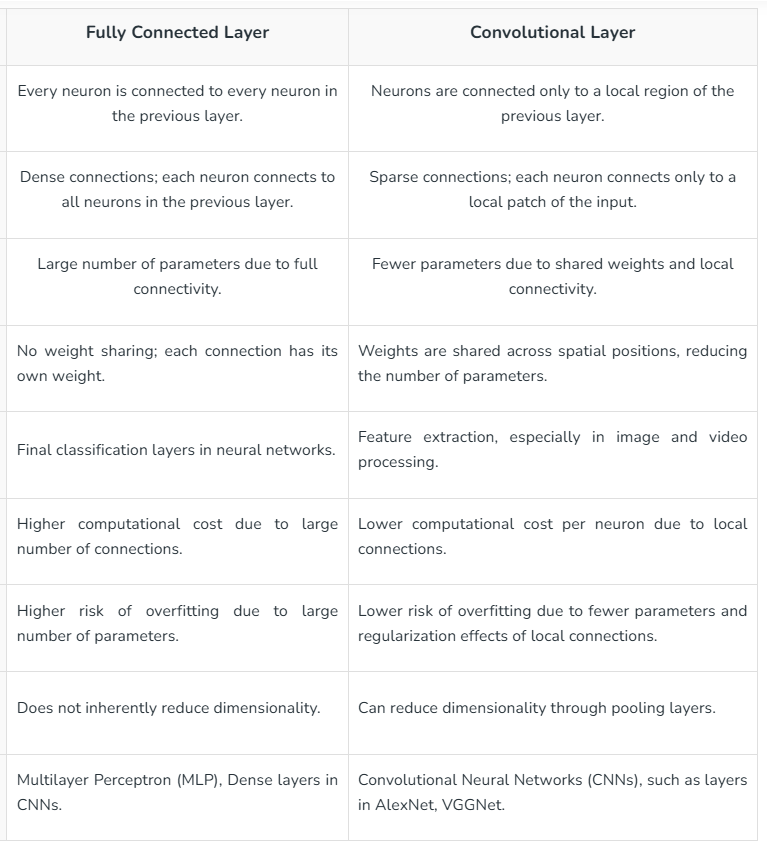 Fully Connected Layer
Convolutional Layer
Every neuron is connected to every neuron in
the previous layer.
Neurons are connected only to a local region of the
previous layer.
Dense connections; each neuron connects to
all neurons in the previous layer.
Sparse connections; each neuron connects only to a
local patch of the input.
Large number of parameters due to full
connectivity.
Fewer parameters due to shared weights and local
connectivity.
No weight sharing; each connection has its
own weight.
Weights are shared across spatial positions, reducing
the number of parameters.
Final classification layers in neural networks.
Feature extraction, especially in image and video
processing.
Higher computational cost due to large
number of connections.
Lower computational cost per neuron due to local
connections.
Higher risk of overfitting due to large
number of parameters.
Lower risk of overfitting due to fewer parameters and
regularization effects of local connections.
Does not inherently reduce dimensionality.
Can reduce dimensionality through pooling layers.
Multilayer Perceptron (MLP), Dense layers in
CNNs.
Convolutional Neural Networks (CNNs), such as layers
in AlexNet, VGGNet.